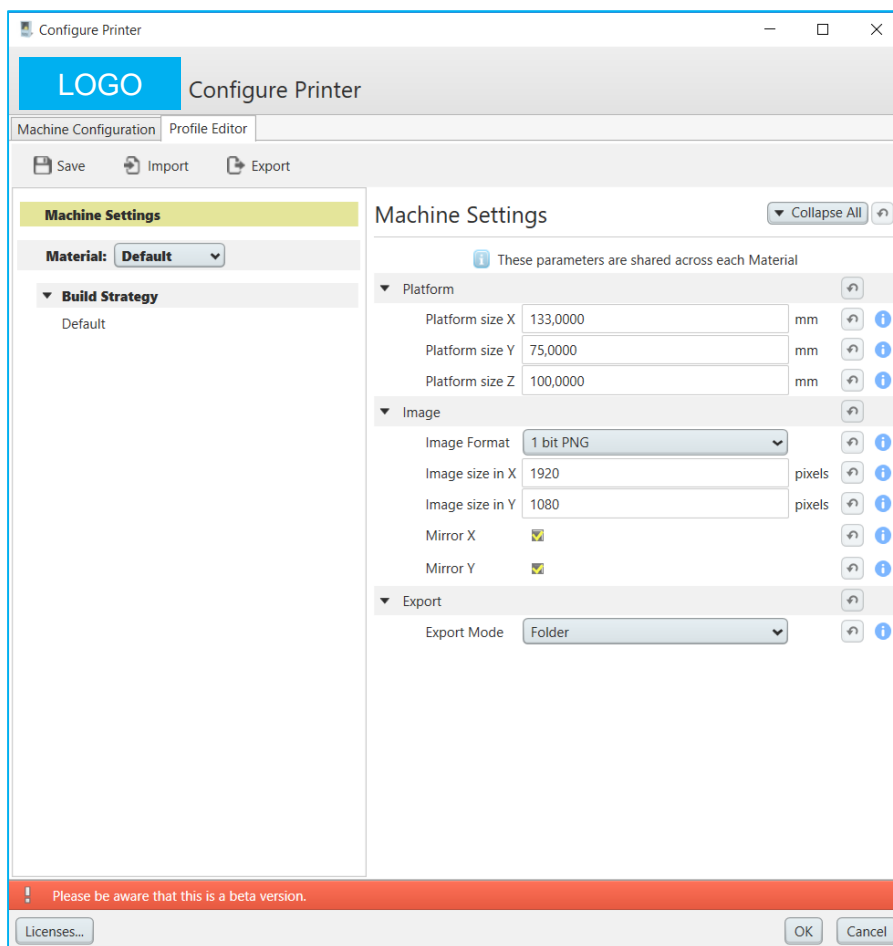 Configure Printer
LOGO Configure Printer
Machine Configuration Profile Editor
Save Import Export
Machine Settings
Material: Default
Build Strategy
Default
Machine Settings Collapse All
These parameters are shared across each Material
Platform
Platform size X 133,0000 mm
Platform size Y 75,0000 mm
Platform size Z 100,0000 mm
Image
Image Format 1 bit PNG
Image size in X 1920 pixels
Image size in Y 1080 pixels
Mirror X
Mirror Y
Export
Export Mode Folder
Please be aware that this is a beta version.
Licenses... OK Cancel